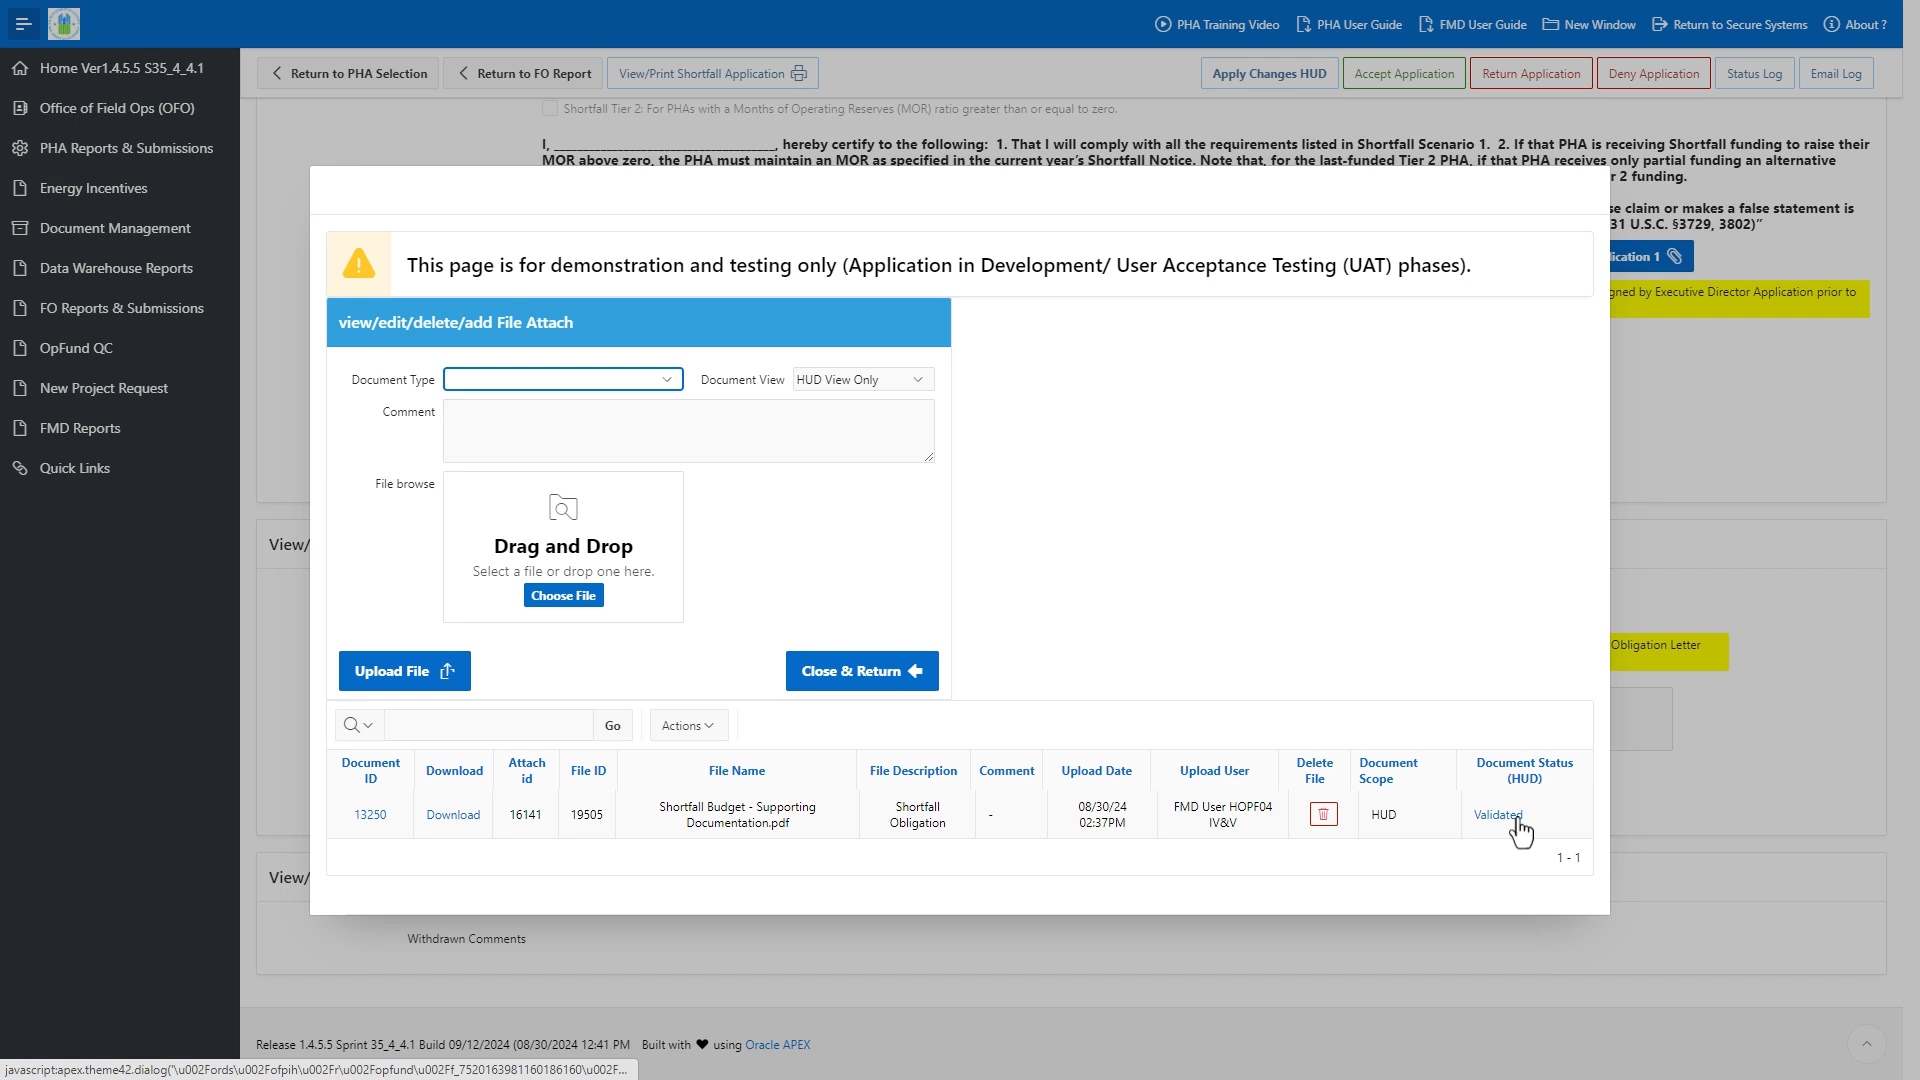 PHA Training Video
PHA User Guide
FMD User Guide
New Window
Return to Secure Systems
About ?
Home Ver1.4.5.5 S35_4_4.1
Office of Field Ops (OFO)
PHA Reports & Submissions
Energy Incentives
Document Management
Data Warehouse Reports
FO Reports & Submissions
OpFund QC
New Project Request
FMD Reports
Quick Links
Return to PHA Selection
Return to FO Report
View/Print Shortfall Application
Apply Changes HUD
Accept Application
Return Application
Deny Application
Status Log
Email Log
Shortfall Tier 2: For PHAs with a Months of Operating Reserves (MOR) ratio greater than or equal to zero.
I, ___________________________________, hereby certify to the following: 1. That I will comply with all the requirements listed in Shortfall Scenario 1. 2. If that PHA is receiving Shortfall funding to raise their
MOR above zero, the PHA must maintain an MOR as specified in the current year's Shortfall Notice. Note that, for the last-funded Tier 2 PHA, if that PHA receives only partial funding an alternative
r 2 funding.
se claim or makes a false statement is
31 U.S.C. §3729, 3802)"
ication 1
gned by Executive Director Application prior to
This page is for demonstration and testing only (Application in Development/ User Acceptance Testing (UAT) phases).
view/edit/delete/add File Attach
Document Type
Document View HUD View Only
Comment
File browse
Drag and Drop
Select a file or drop one here.
Choose File
Upload File
Close & Return
View/
Obligation Letter
Go
Actions
Document ID Download Attach id File ID File Name File Description Comment Upload Date Upload User Delete File Document Scope Document Status (HUD)
13250 Download 16141 19505 Shortfall Budget - Supporting Documentation.pdf Shortfall Obligation - 08/30/24 02:37PM FMD User HOPF04 IV&V HUD Validated
1 - 1
View/
Withdrawn Comments
Release 1.4.5.5 Sprint 35_4_4.1 Build 09/12/2024 (08/30/2024 12:41 PM Built with ❤ using Oracle APEX
javascript:apex.theme42.dialog('\u002Fords\u002Fofpih\u002Fr\u002Fopfund\u002Ff_7520163981160186160\u002F...